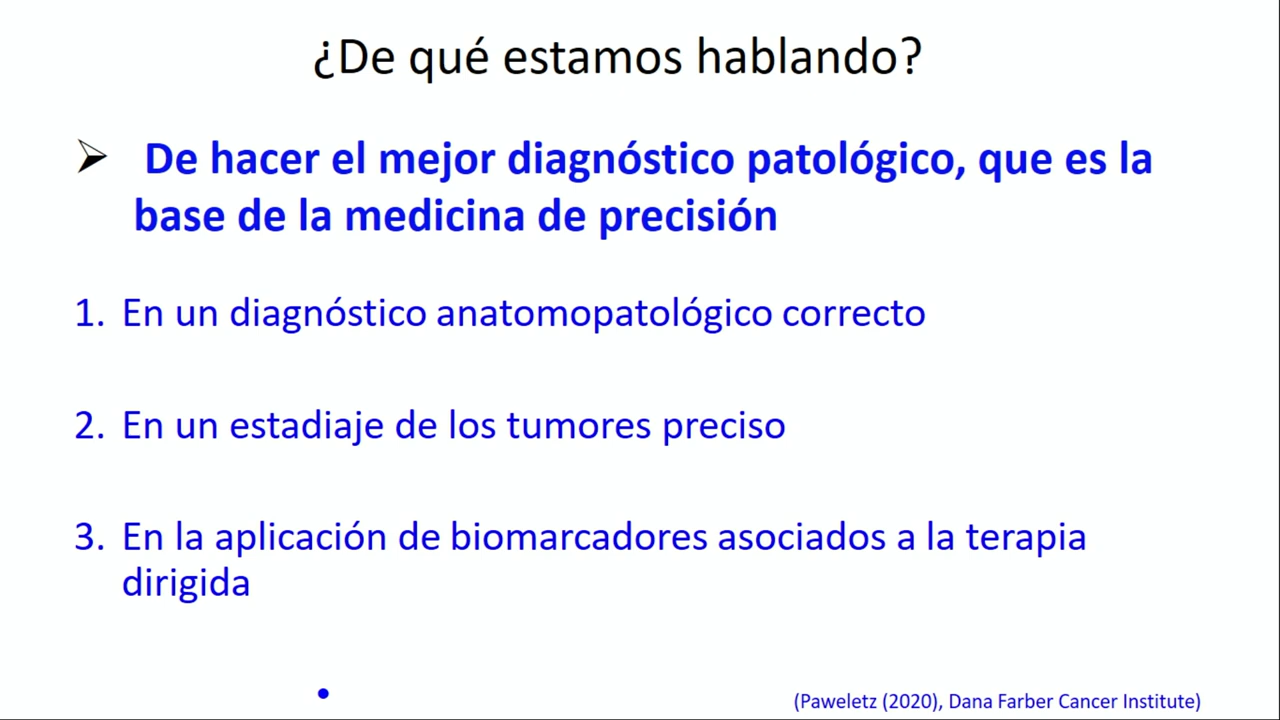 ¿De qué estamos hablando?
➢ De hacer el mejor diagnóstico patológico, que es la
base de la medicina de precisión
1. En un diagnóstico anatomopatológico correcto
2. En un estadiaje de los tumores preciso
3. En la aplicación de biomarcadores asociados a la terapia
dirigida
•
(Paweletz (2020), Dana Farber Cancer Institute)